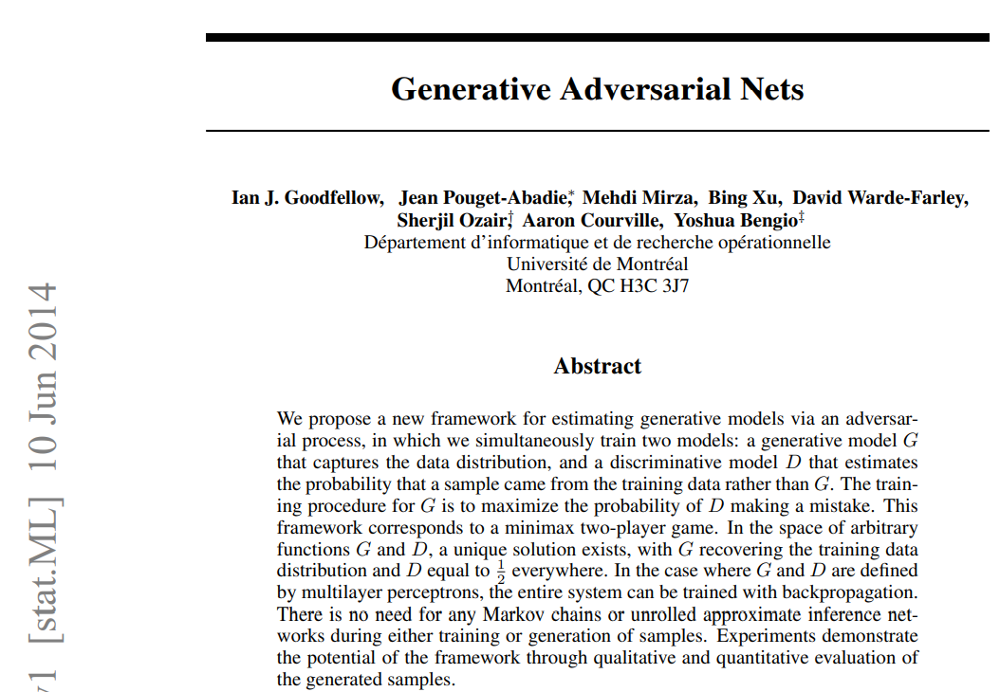 Generative Adversarial Nets
Ian J. Goodfellow, Jean Pouget-Abadie,* Mehdi Mirza, Bing Xu, David Warde-Farley,
Sherjil Ozair,† Aaron Courville, Yoshua Bengio‡
Département d'informatique et de recherche opérationnelle
Université de Montréal
Montréal, QC H3C 3J7
Abstract
We propose a new framework for estimating generative models via an adversar-
ial process, in which we simultaneously train two models: a generative model G
that captures the data distribution, and a discriminative model D that estimates
the probability that a sample came from the training data rather than G. The train-
ing procedure for G is to maximize the probability of D making a mistake. This
framework corresponds to a minimax two-player game. In the space of arbitrary
functions G and D, a unique solution exists, with G recovering the training data
distribution and D equal to 1/2 everywhere. In the case where G and D are defined
by multilayer perceptrons, the entire system can be trained with backpropagation.
There is no need for any Markov chains or unrolled approximate inference net-
works during either training or generation of samples. Experiments demonstrate
the potential of the framework through qualitative and quantitative evaluation of
the generated samples.
v1 [stat.ML] 10 Jun 2014